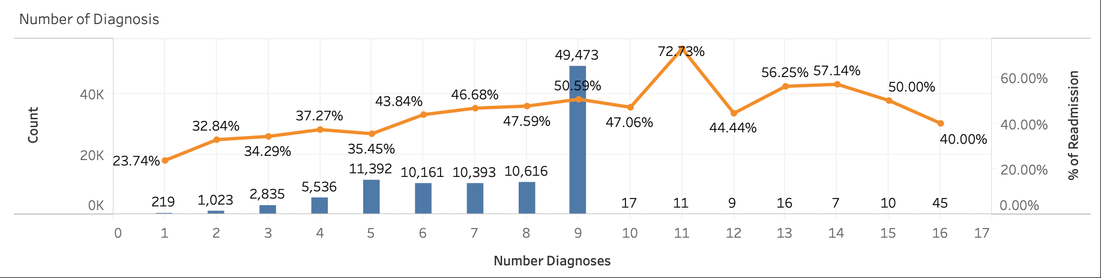 Number of Diagnosis
49,473
72.73%
50.59%
56.25% 57.14%
60.00%
40K
43.84% 46.68%
50.00%
37.27%
32.84%
47.59%
47.06%
44.44%
40.00%
40.00%
34.29%
35.45%
23.74%
20K
11,392 10,161 10,393 10,616
20.00%
5,536
2,835
1,023
219
17 11 9 16 7 10 45
0K
0.00%
0 1 2 3 4 5 6 7 8 9 10 11 12 13 14 15 16 17
Number Diagnoses
Count
% of Readmission